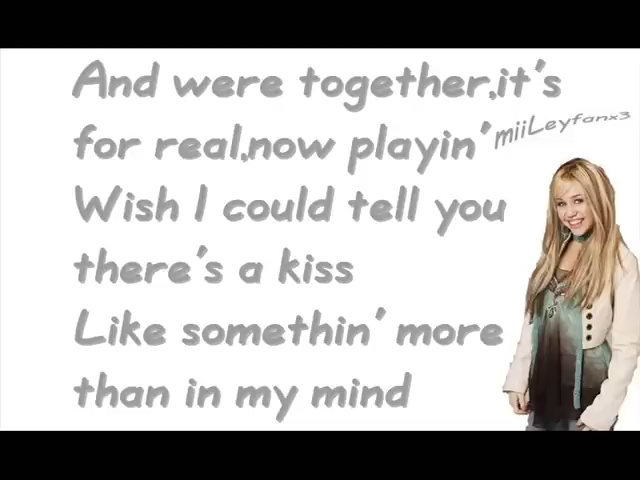 And were together,it's
for real,now playin'
miiLeyfanx3
Wish I could tell you
there's a kiss
Like somethin' more
than in my mind